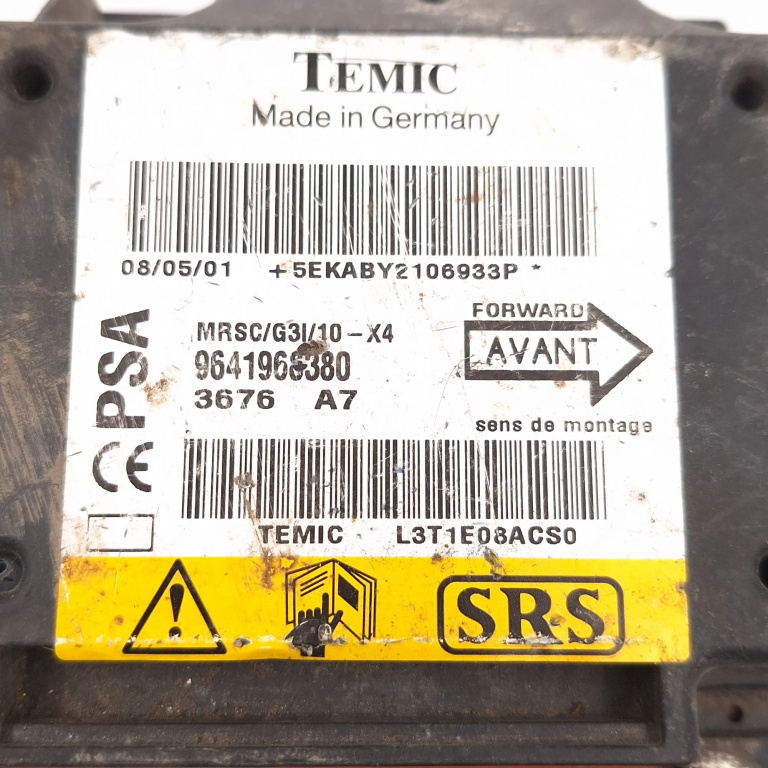 TEMIC
Made in Germany
08/05/01 +5EKABY2106933P *
FORWARD
AVANT
sens de montage
PSA
CE
MRSC/G3I/10-X4
9641968380
3676 A7
TEMIC L3T1E08ACS0
SRS